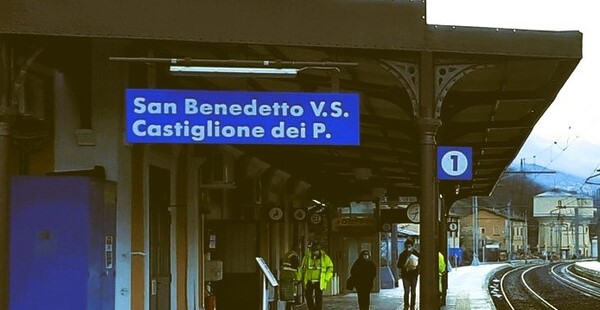 San Benedetto V.S.
Castiglione dei P.
1